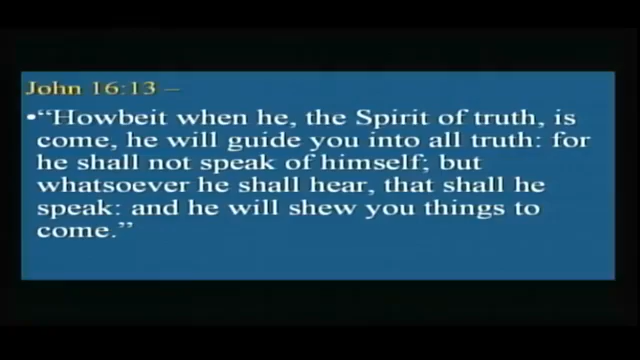 John 16:13 –
•“Howbeit when he, the Spirit of truth, is
come, he will guide you into all truth: for
he shall not speak of himself; but
whatsoever he shall hear, that shall he
speak: and he will shew you things to
come.”